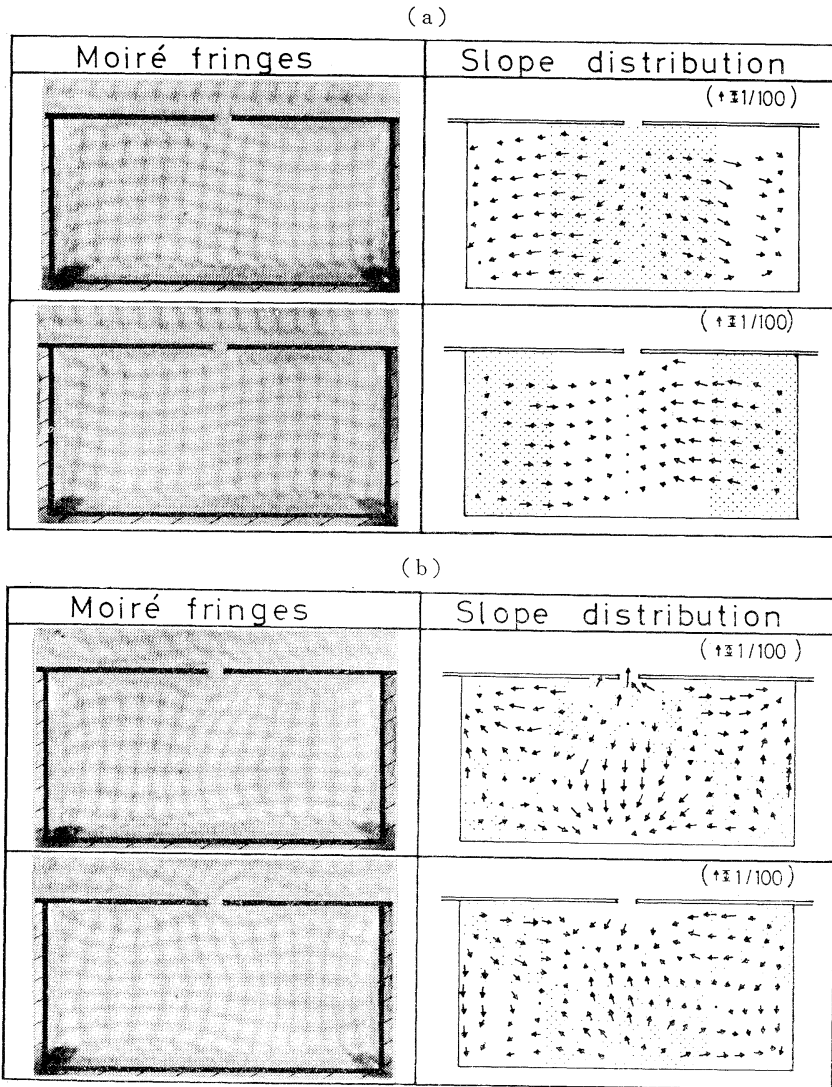 (a)
Moiré fringes Slope distribution
(↑⌶1/100)
(↑⌶1/100)
(b)
Moiré fringes Slope distribution
(↑⌶1/100)
(↑⌶1/100)